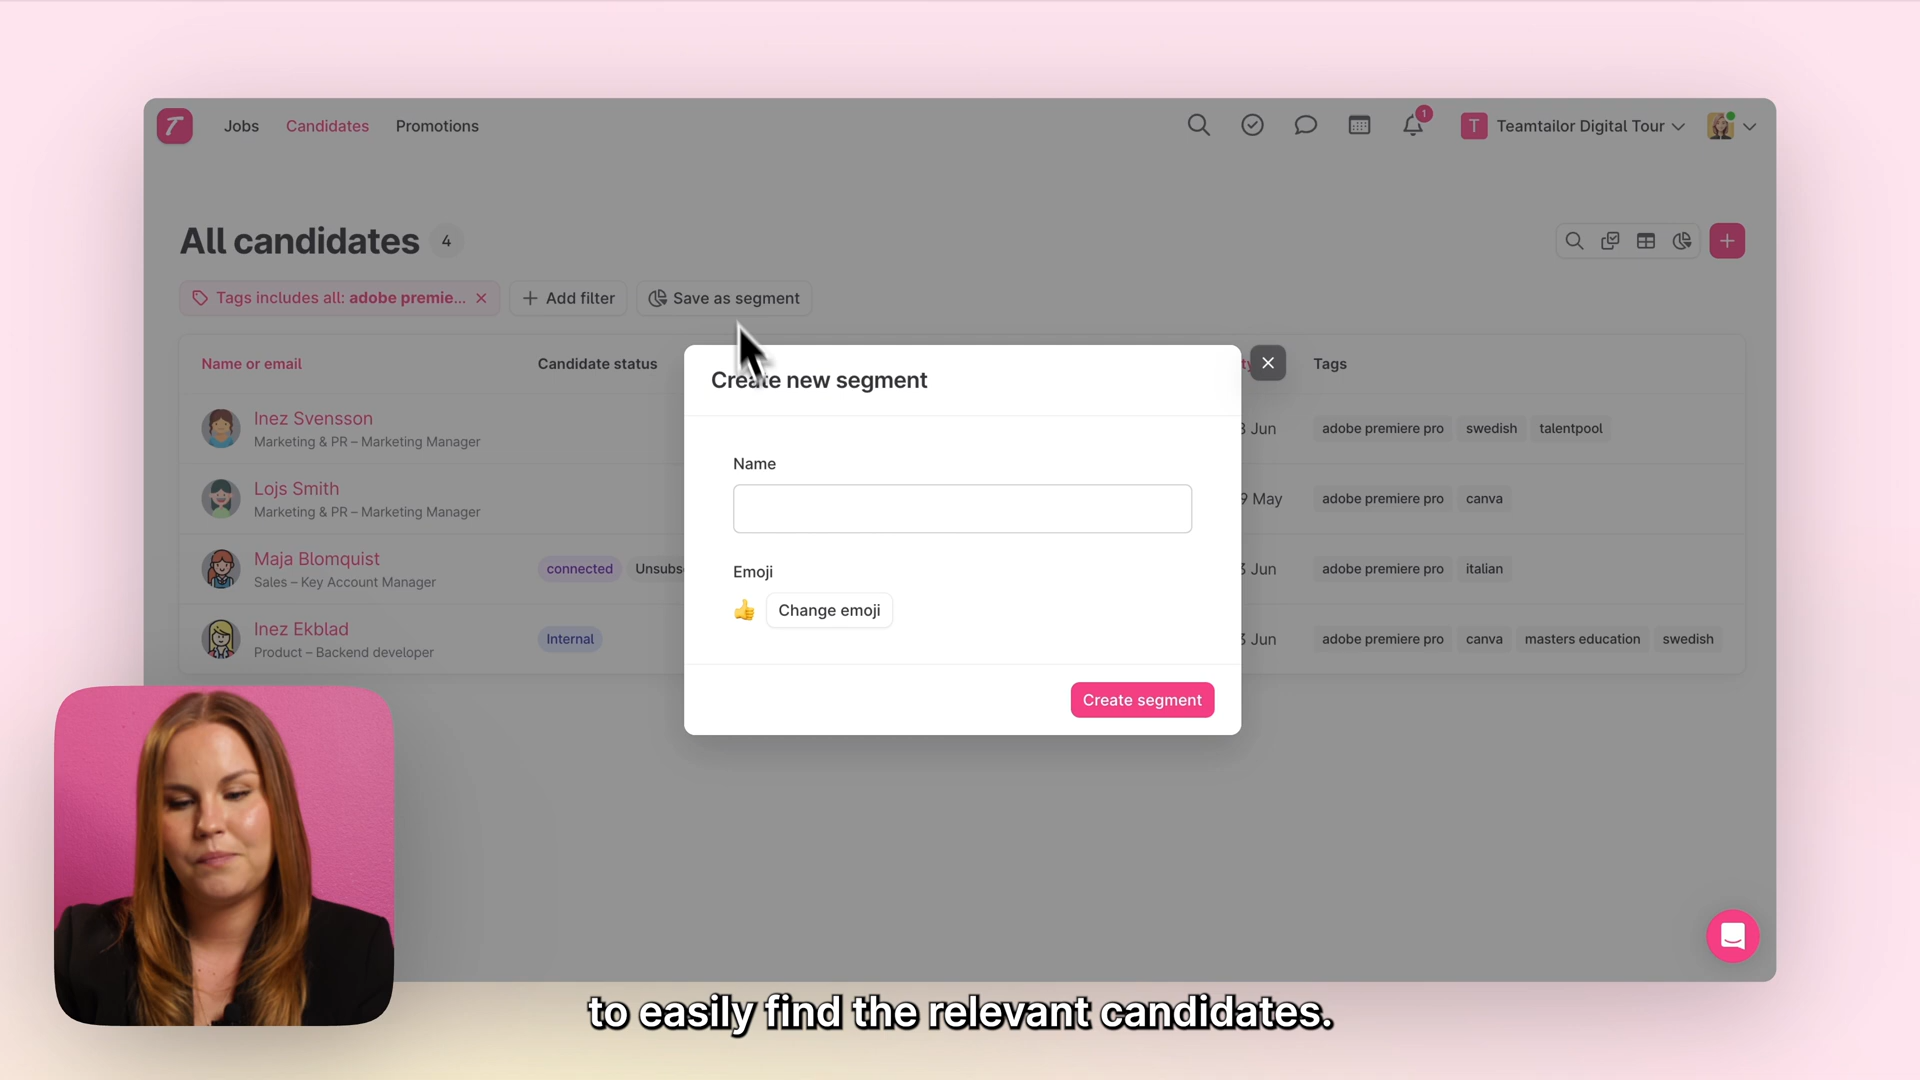 Jobs
Candidates
Promotions
1
T
Teamtailor Digital Tour
All candidates 4
Tags includes all: adobe premie...
Add filter
Save as segment
Name or email
Candidate status
Tags
Create new segment
Inez Svensson
Marketing & PR – Marketing Manager
Jun
adobe premiere pro
swedish
talentpool
Name
Lojs Smith
Marketing & PR – Marketing Manager
May
adobe premiere pro
canva
Maja Blomquist
Sales – Key Account Manager
connected
Unsubs
Jun
adobe premiere pro
italian
Emoji
Change emoji
Inez Ekblad
Product – Backend developer
Internal
Jun
adobe premiere pro
canva
masters education
swedish
Create segment
to easily find the relevant candidates.